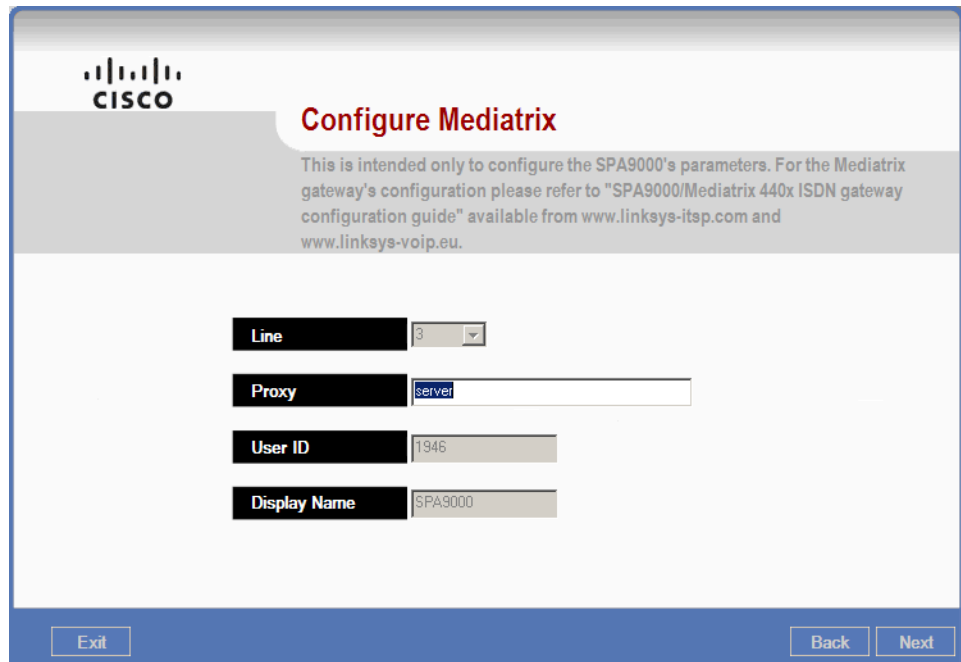 CISCO
Configure Mediatrix
This is intended only to configure the SPA9000's parameters. For the Mediatrix
gateway's configuration please refer to "SPA9000/Mediatrix 440x ISDN gateway
configuration guide" available from www.linksys-itsp.com and
www.linksys-voip.eu.
Line 3
Proxy server
User ID 1946
Display Name SPA9000
Exit Back Next